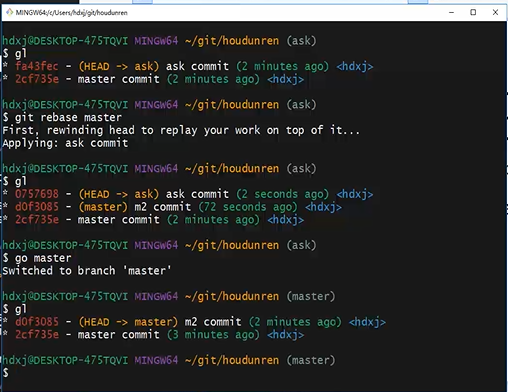 MINGW64:/c/Users/hdxj/git/houdunren
hdxj@DESKTOP-475TQVI MINGW64 ~/git/houdunren (ask)
$ gl
* fa43fec - (HEAD -> ask) ask commit (2 minutes ago) <hdxj>
* 2cf735e - master commit (2 minutes ago) <hdxj>
hdxj@DESKTOP-475TQVI MINGW64 ~/git/houdunren (ask)
$ git rebase master
First, rewinding head to replay your work on top of it...
Applying: ask commit
hdxj@DESKTOP-475TQVI MINGW64 ~/git/houdunren (ask)
$ gl
* 0757698 - (HEAD -> ask) ask commit (2 seconds ago) <hdxj>
* d0f3085 - (master) m2 commit (72 seconds ago) <hdxj>
* 2cf735e - master commit (2 minutes ago) <hdxj>
hdxj@DESKTOP-475TQVI MINGW64 ~/git/houdunren (ask)
$ go master
Switched to branch 'master'
hdxj@DESKTOP-475TQVI MINGW64 ~/git/houdunren (master)
$ gl
* d0f3085 - (HEAD -> master) m2 commit (2 minutes ago) <hdxj>
* 2cf735e - master commit (3 minutes ago) <hdxj>
hdxj@DESKTOP-475TQVI MINGW64 ~/git/houdunren (master)
$